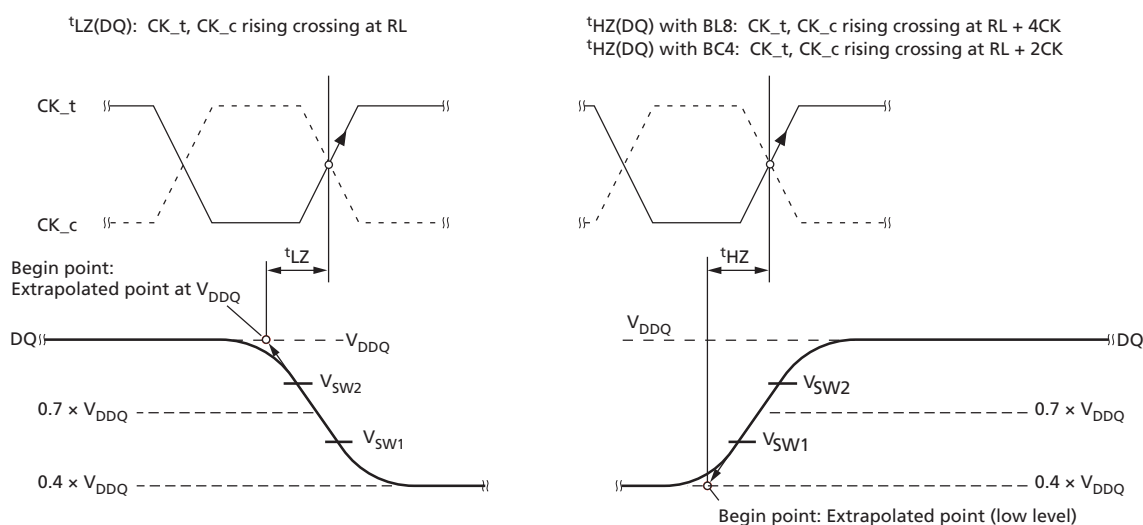 tLZ(DQ): CK_t, CK_c rising crossing at RL
tHZ(DQ) with BL8: CK_t, CK_c rising crossing at RL + 4CK
tHZ(DQ) with BC4: CK_t, CK_c rising crossing at RL + 2CK
CK_t
CK_c
tLZ
tHZ
Begin point:
Extrapolated point at VDDQ
VDDQ
DQ
VDDQ
DQ
VSW2
VSW2
0.7 × VDDQ
0.7 × VDDQ
VSW1
VSW1
0.4 × VDDQ
0.4 × VDDQ
Begin point: Extrapolated point (low level)